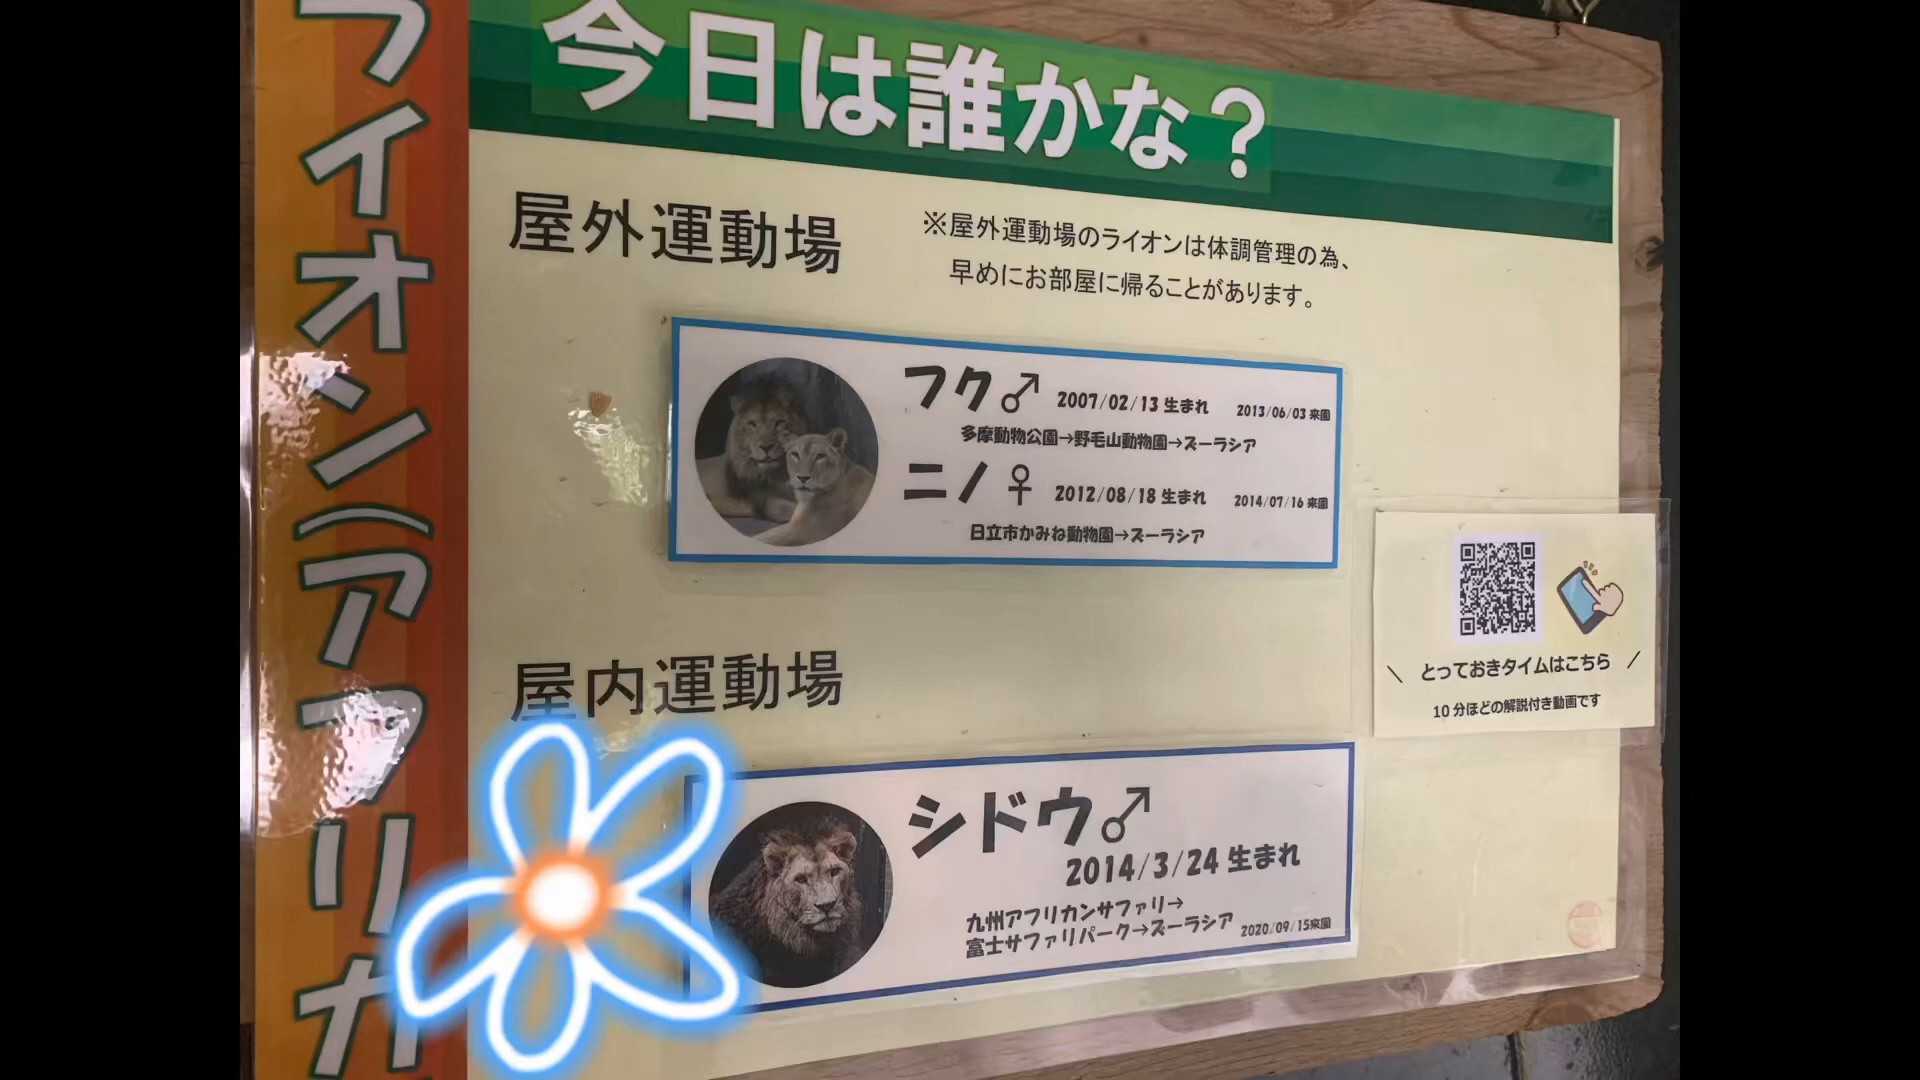 ライオン(アフリカ
今日は誰かな？
屋外運動場
※屋外運動場のライオンは体調管理の為、
早めにお部屋に帰ることがあります。
フク♂ 2007/02/13 生まれ 2013/06/03 来園
多摩動物公園→野毛山動物園→ズーラシア
ニノ♀ 2012/08/18 生まれ 2014/07/16 来園
日立市かみね動物園→ズーラシア
＼ とっておきタイムはこちら ／
10分ほどの解説付き動画です
屋内運動場
シドウ♂
2014/3/24 生まれ
九州アフリカンサファリ→
富士サファリパーク→ズーラシア 2020/09/15来園